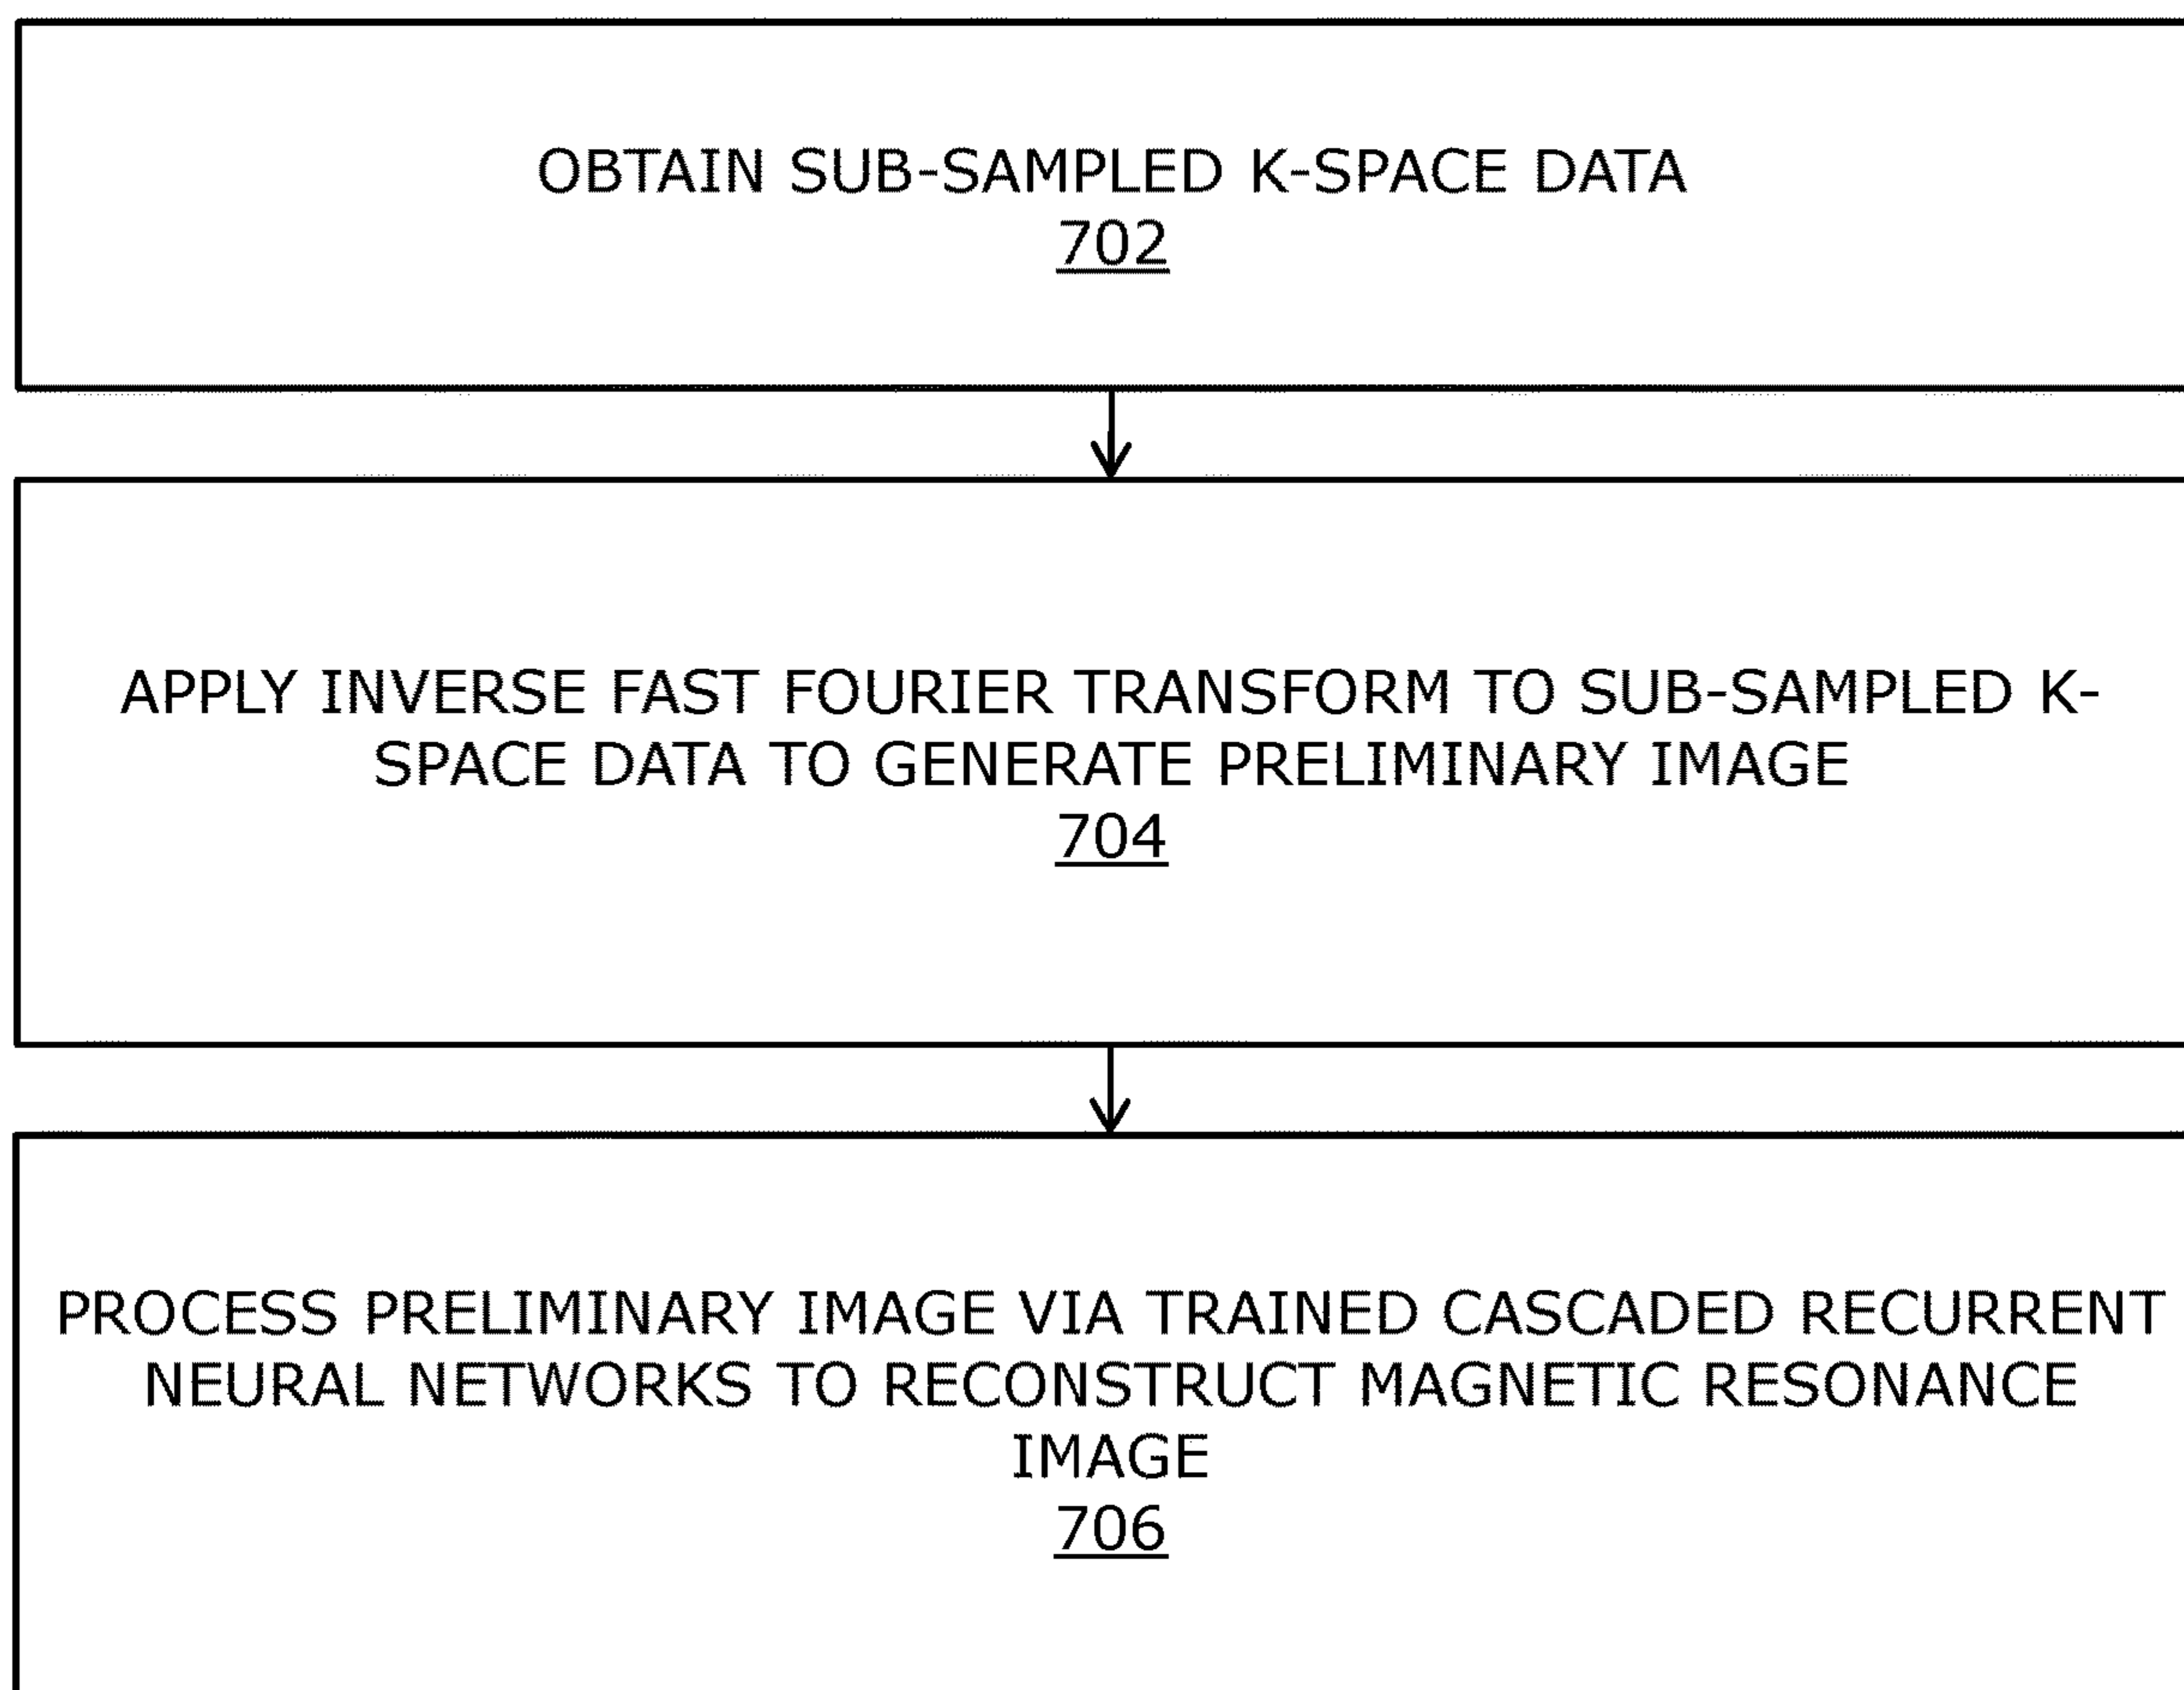 OBTAIN SUB-SAMPLED K-SPACE DATA
702
APPLY INVERSE FAST FOURIER TRANSFORM TO SUB-SAMPLED K-
SPACE DATA TO GENERATE PRELIMINARY IMAGE
704
PROCESS PRELIMINARY IMAGE VIA TRAINED CASCADED RECURRENT
NEURAL NETWORKS TO RECONSTRUCT MAGNETIC RESONANCE
IMAGE
706